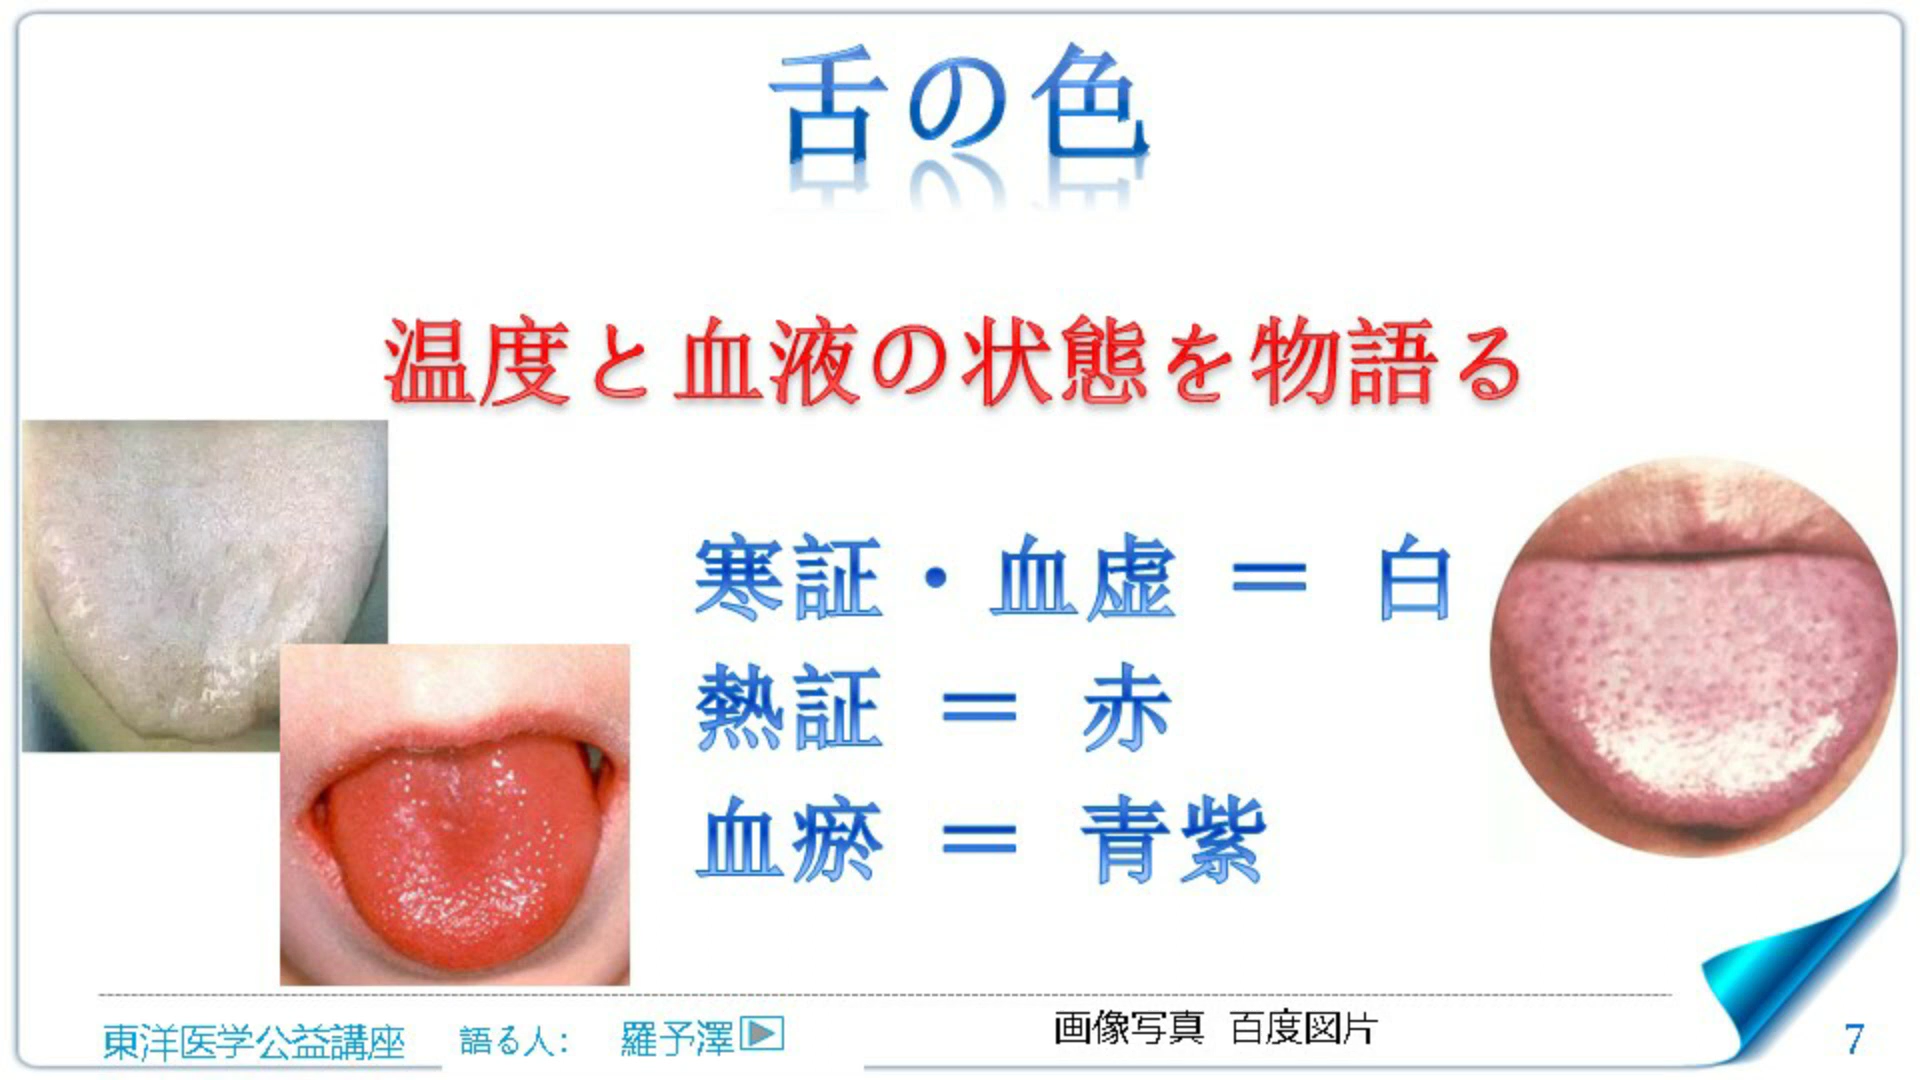 舌の色
温度と血液の状態を物語る
寒証・血虚 ＝ 白
熱証 ＝ 赤
血瘀 ＝ 青紫
東洋医学公益講座 語る人： 羅予澤
画像写真 百度図片
7